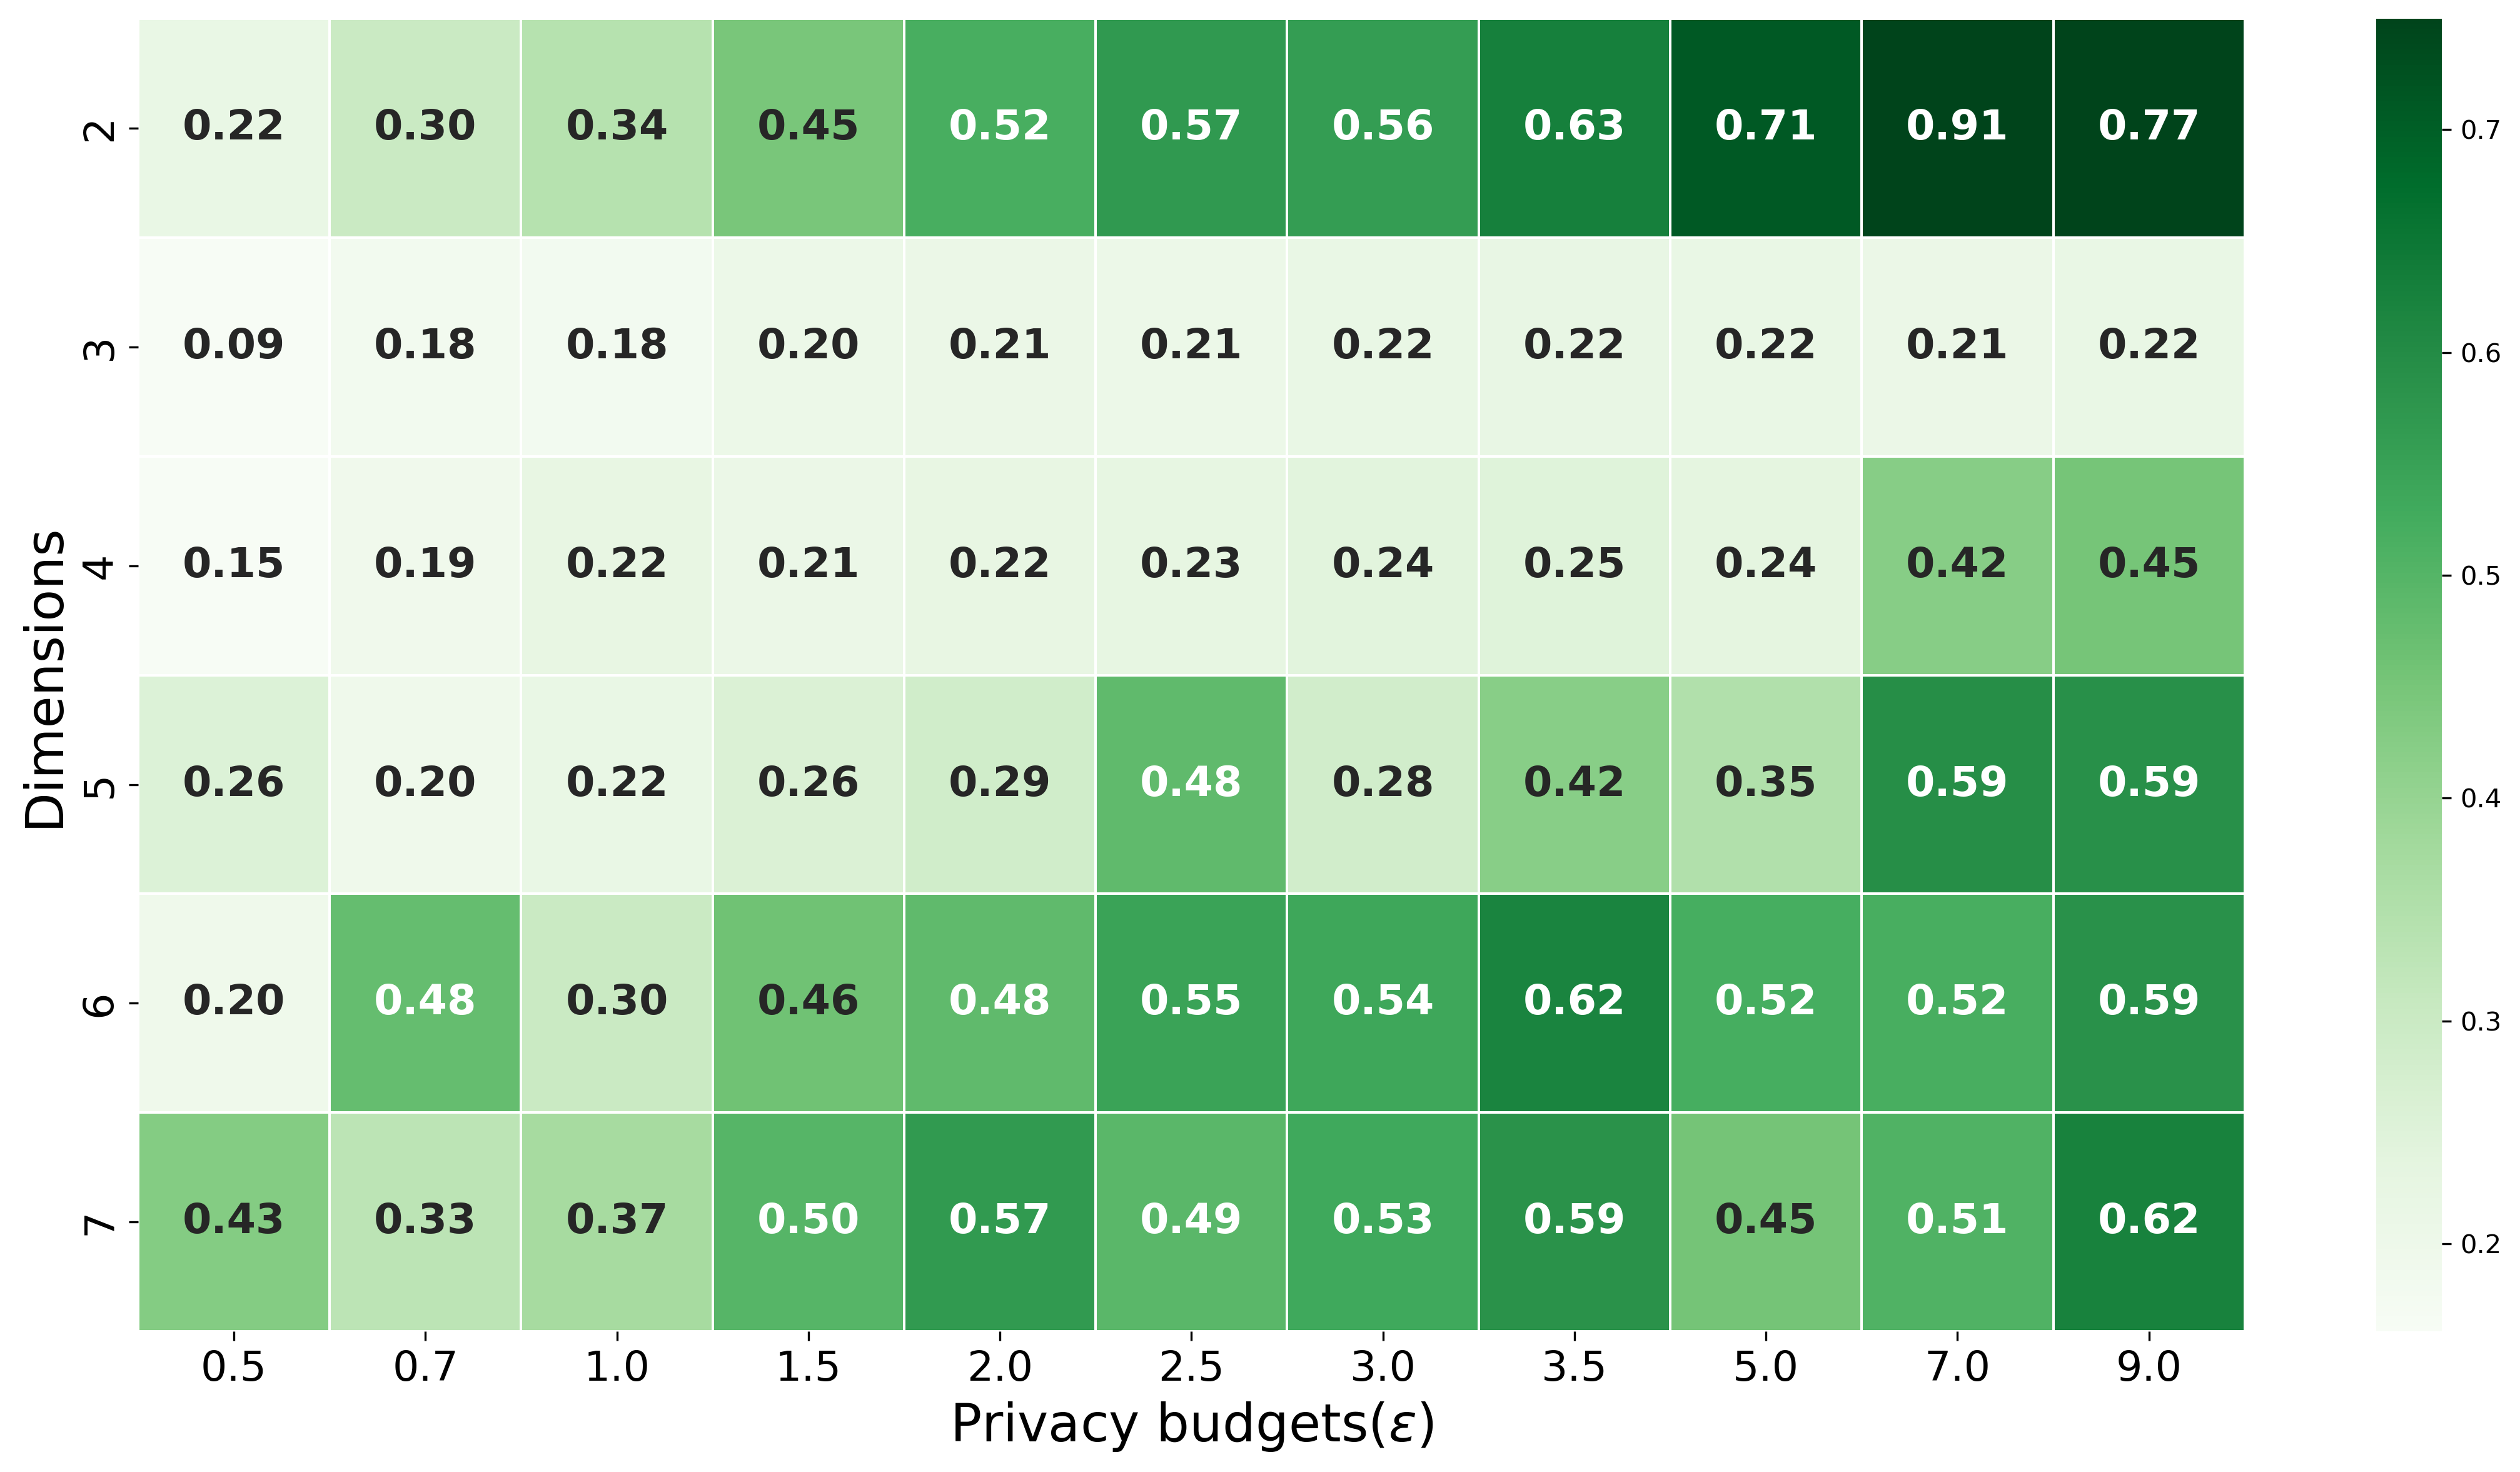 2 0.22 0.30 0.34 0.45 0.52 0.57 0.56 0.63 0.71 0.91 0.77
3 0.09 0.18 0.18 0.20 0.21 0.21 0.22 0.22 0.22 0.21 0.22
4 0.15 0.19 0.22 0.21 0.22 0.23 0.24 0.25 0.24 0.42 0.45
5 0.26 0.20 0.22 0.26 0.29 0.48 0.28 0.42 0.35 0.59 0.59
6 0.20 0.48 0.30 0.46 0.48 0.55 0.54 0.62 0.52 0.52 0.59
7 0.43 0.33 0.37 0.50 0.57 0.49 0.53 0.59 0.45 0.51 0.62
0.5 0.7 1.0 1.5 2.0 2.5 3.0 3.5 5.0 7.0 9.0
Privacy budgets(ε)
Dimensions
0.7
0.6
0.5
0.4
0.3
0.2